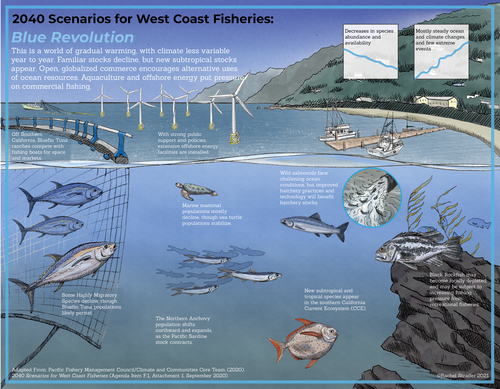 2040 Scenarios for West Coast Fisheries:
Blue Revolution
This is a world of gradual warming, with climate less variable
year to year. Familiar stocks decline, but new subtropical stocks
appear. Open, globalized commerce encourages alternative uses
of ocean resources. Aquaculture and offshore energy put pressure
on commercial fishing.
Decreases in species
abundance and
availability
Mostly steady ocean
and climate changes,
and few extreme
events
Off Southern
California, Bluefin Tuna
ranches compete with
fishing boats for space
and markets
With strong public
support and policies,
extensive offshore energy
facilities are installed.
Wild salmonids face
challening ocean
conditions, but improved
hatchery practices and
technology will benefit
hatchery stocks.
Marine mammal
populations mostly
decline, though sea turtle
populations stabilize.
Some Highly Migratory
Species decline, though
Bluefin Tuna populations
likely persist
The Northern Anchovy
population shifts
northward and expands,
as the Pacific Sardine
stock contracts
New subtropical and
tropical species appear
in the southern California
Current Ecosystem (CCE).
Black Rockfish may
become locally depleted
and may be subject to
increasing fishing
pressure from
recreational fisheries
Adapted From: Pacific Fishery Management Council/Climate and Communities Core Team (2020).
2040 Scenarios for West Coast Fisheries (Agenda Item F.1, Attachment 1, September 2020).
©Rachel Strader 2021